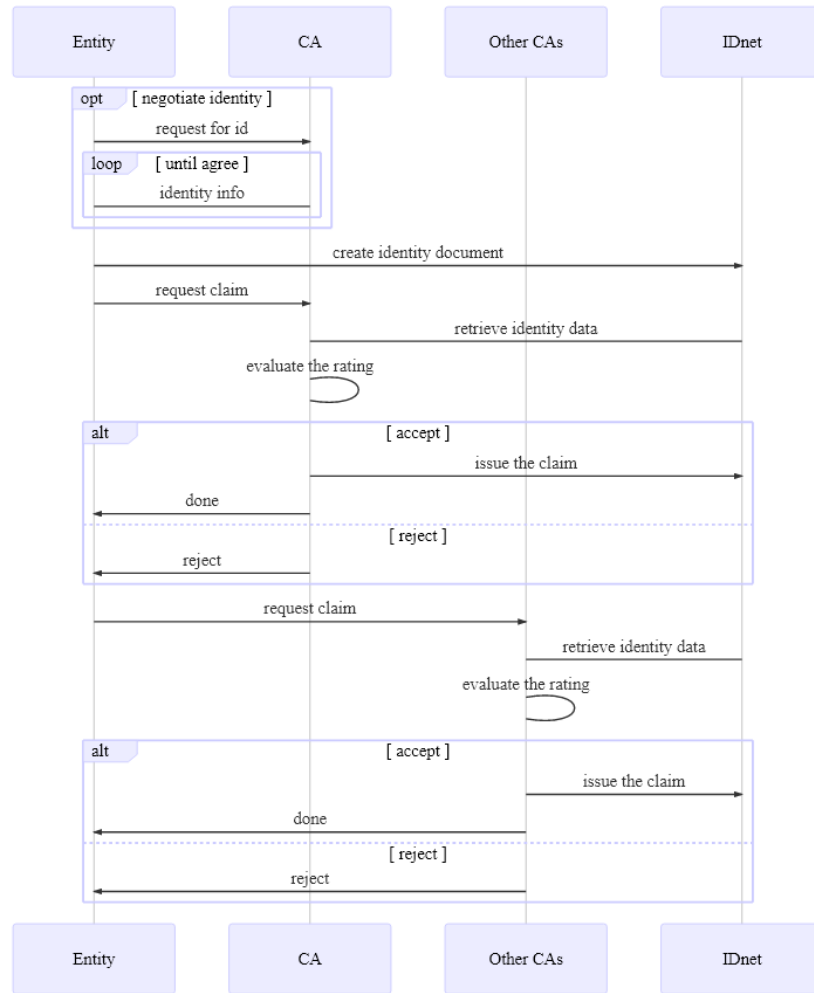 Entity CA Other CAs IDnet
opt [ negotiate identity ]
request for id
loop [ until agree ]
identity info
create identity document
request claim
retrieve identity data
evaluate the rating
alt [ accept ]
issue the claim
done
[ reject ]
reject
request claim
retrieve identity data
evaluate the rating
alt [ accept ]
issue the claim
done
[ reject ]
reject
Entity CA Other CAs IDnet